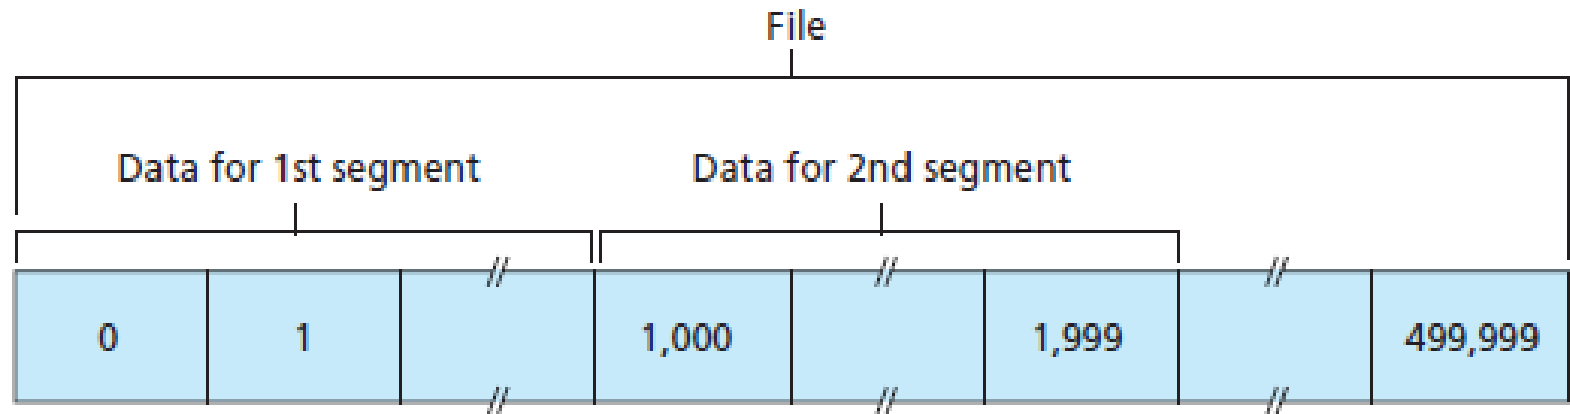 File
Data for 1st segment Data for 2nd segment
0 1 1,000 1,999 499,999